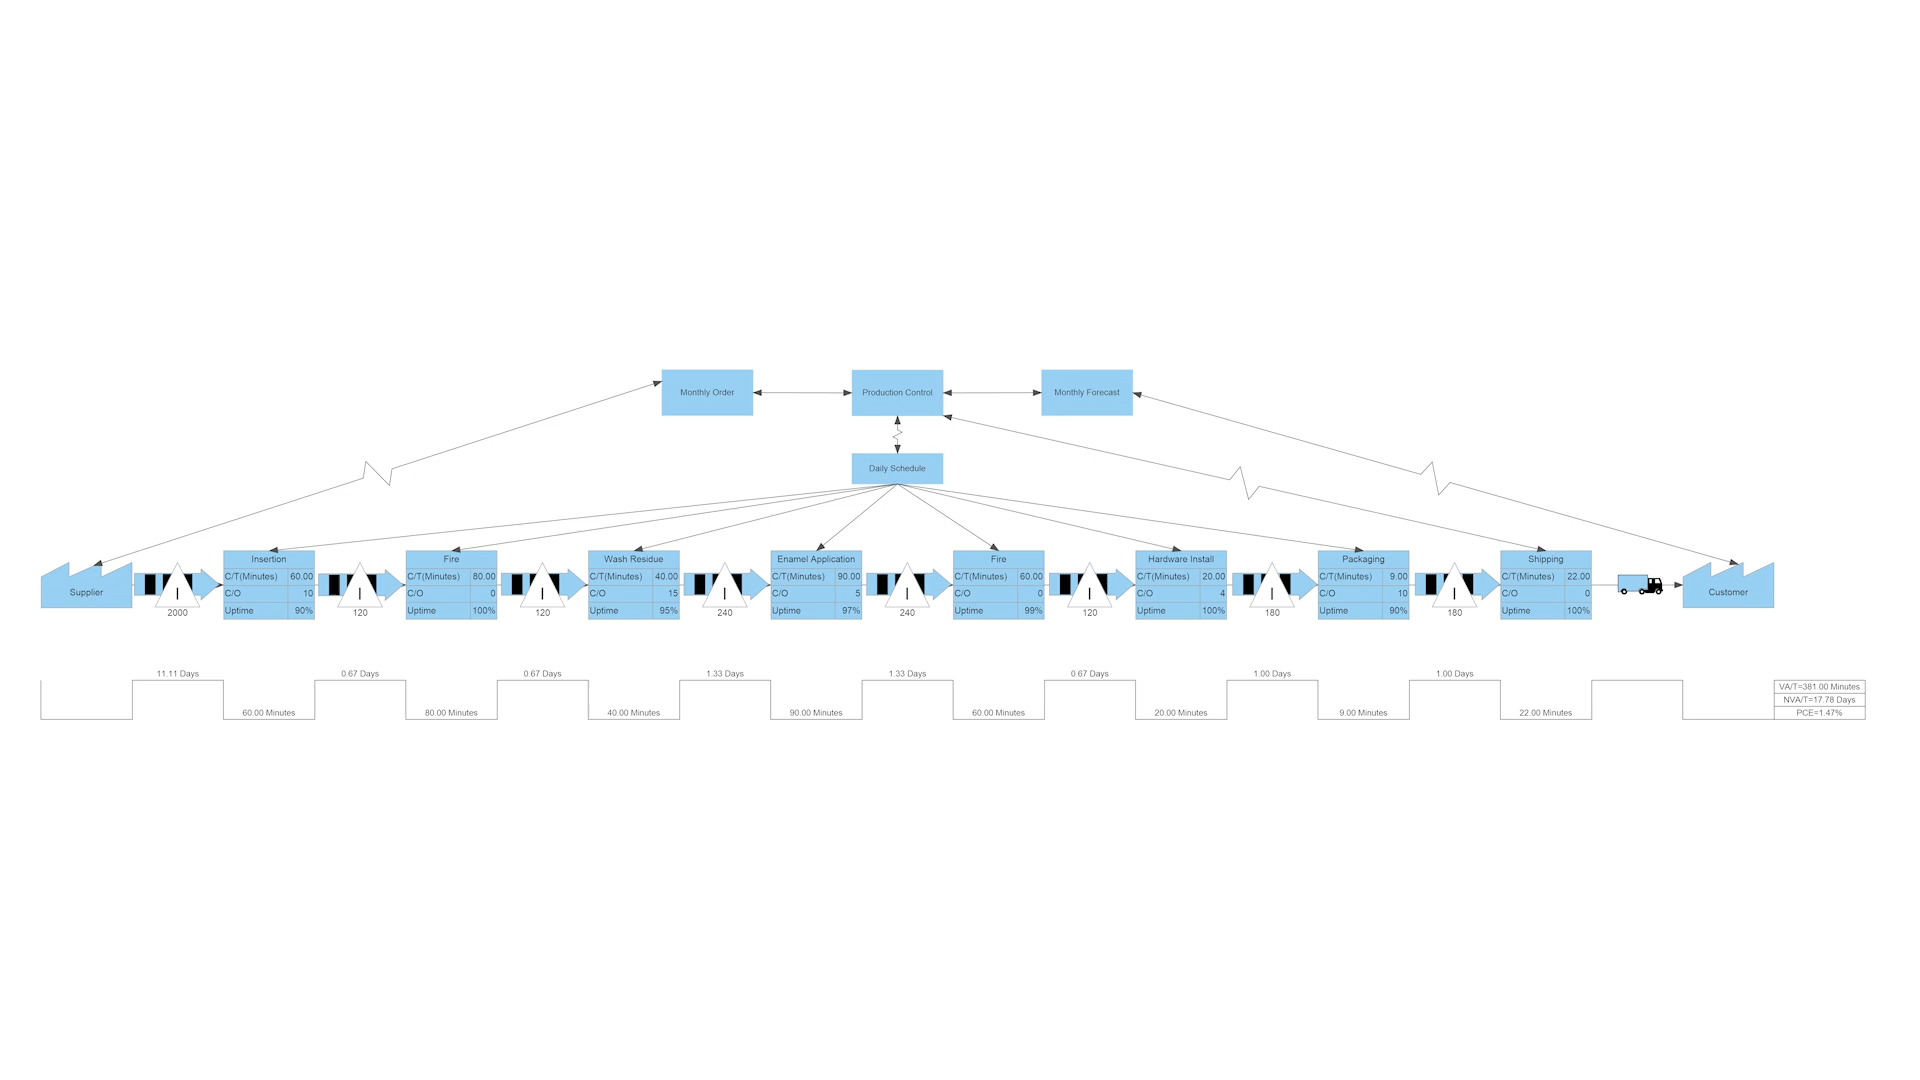 Monthly Order
Production Control
Monthly Forecast
Daily Schedule
Supplier
2000
Insertion
C/T(Minutes) 60.00
C/O 10
Uptime 90%
120
Fire
C/T(Minutes) 80.00
C/O 0
Uptime 100%
120
Wash Residue
C/T(Minutes) 40.00
C/O 15
Uptime 95%
240
Enamel Application
C/T(Minutes) 90.00
C/O 5
Uptime 97%
240
Fire
C/T(Minutes) 60.00
C/O 0
Uptime 99%
120
Hardware Install
C/T(Minutes) 20.00
C/O 4
Uptime 100%
180
Packaging
C/T(Minutes) 9.00
C/O 10
Uptime 90%
180
Shipping
C/T(Minutes) 22.00
C/O 0
Uptime 100%
Customer
11.11 Days
60.00 Minutes
0.67 Days
80.00 Minutes
0.67 Days
40.00 Minutes
1.33 Days
90.00 Minutes
1.33 Days
60.00 Minutes
0.67 Days
20.00 Minutes
1.00 Days
9.00 Minutes
1.00 Days
22.00 Minutes
VA/T=381.00 Minutes
NVA/T=17.78 Days
PCE=1.47%